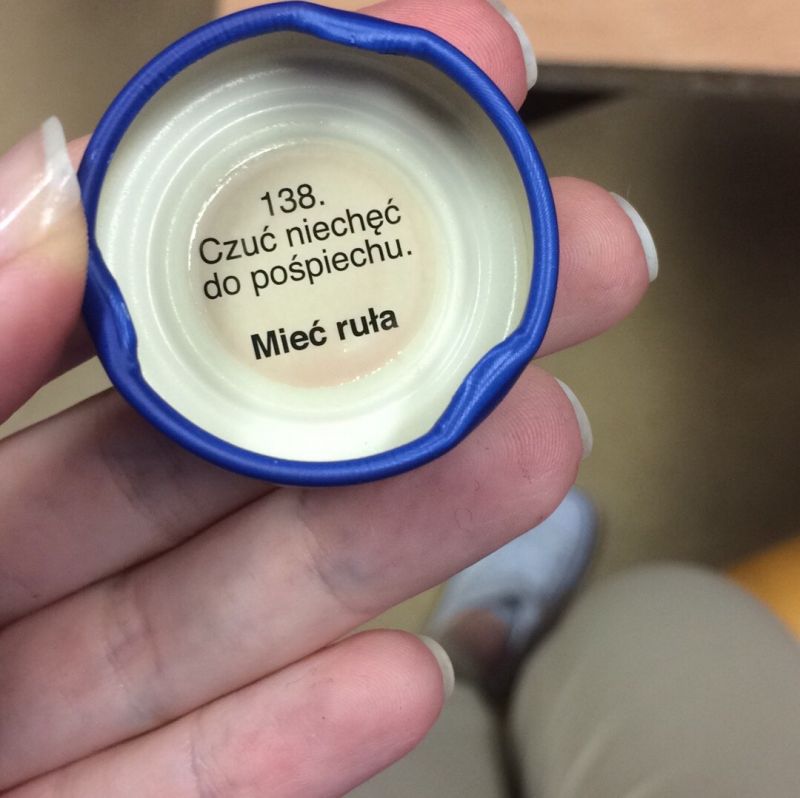 138.
Czuć niechęć
do pośpiechu.
Mieć ruła